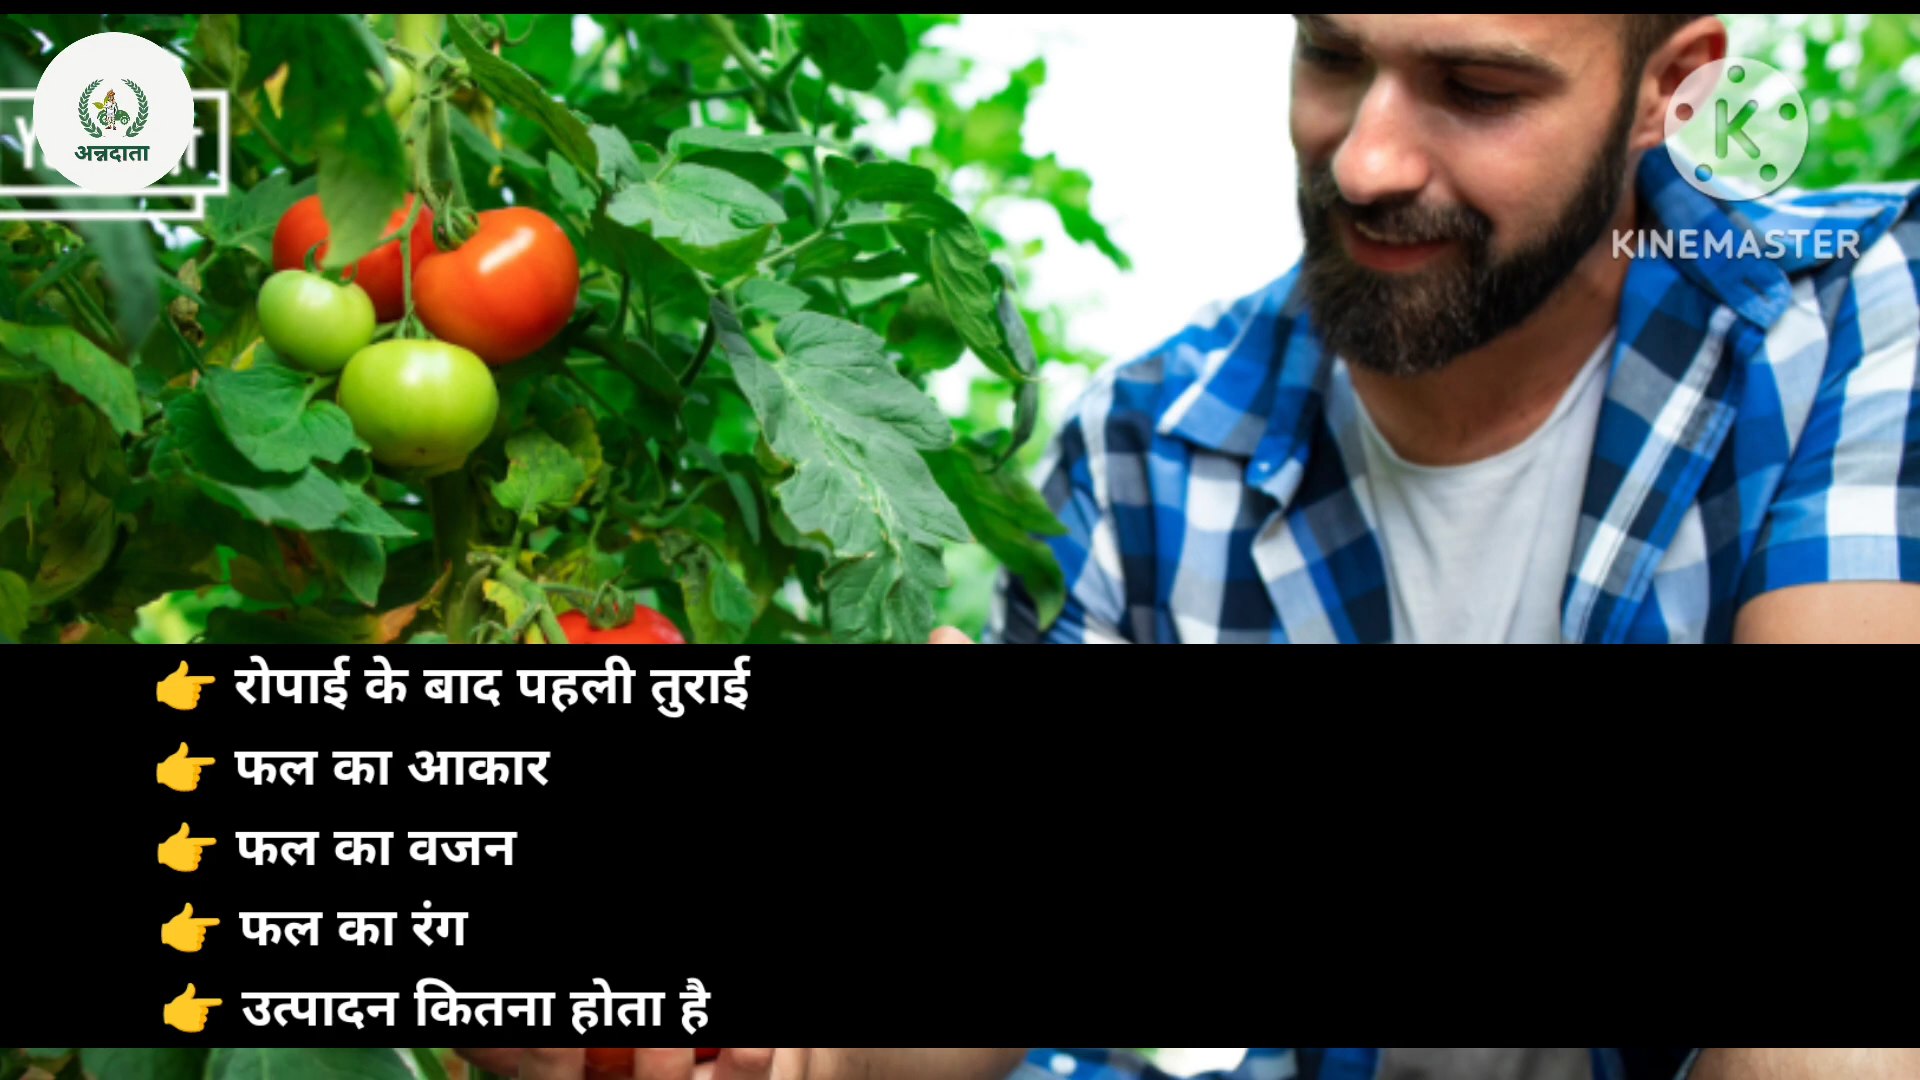 अन्नदाता
KINEMASTER
👉 रोपाई के बाद पहली तुराई
👉 फल का आकार
👉 फल का वजन
👉 फल का रंग
👉 उत्पादन कितना होता है